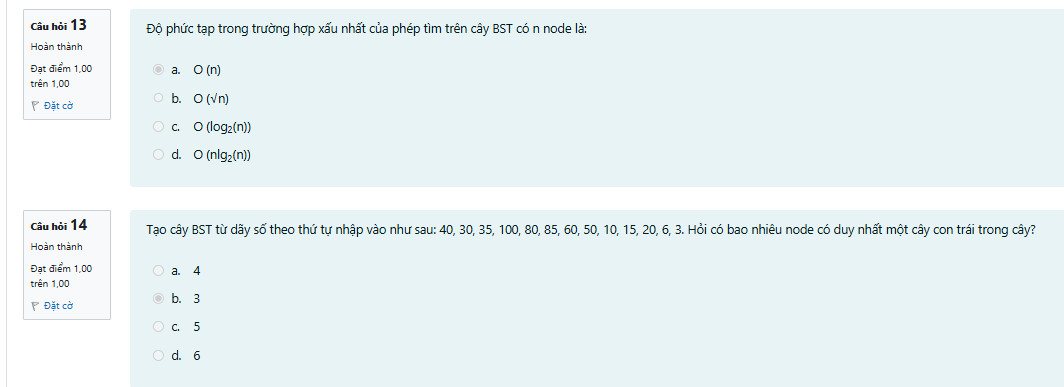 Câu hỏi 13
Hoàn thành
Đạt điểm 1,00
trên 1,00
Đặt cờ
Độ phức tạp trong trường hợp xấu nhất của phép tìm trên cây BST có n node là:
a. O (n)
b. O (√n)
c. O (log₂(n))
d. O (nlg₂(n))
Câu hỏi 14
Hoàn thành
Đạt điểm 1,00
trên 1,00
Đặt cờ
Tạo cây BST từ dãy số theo thứ tự nhập vào như sau: 40, 30, 35, 100, 80, 85, 60, 50, 10, 15, 20, 6, 3. Hỏi có bao nhiêu node có duy nhất một cây con trái trong cây?
a. 4
b. 3
c. 5
d. 6